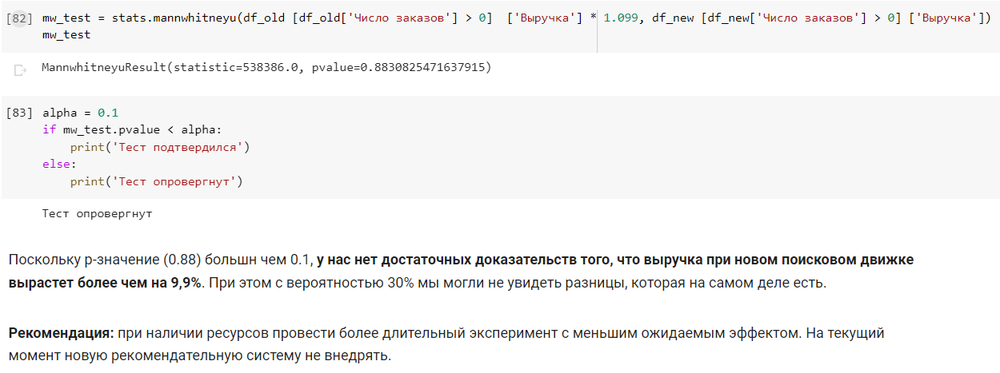 [82] mw_test = stats.mannwhitneyu(df_old [df_old['Число заказов'] > 0]  ['Выручка'] * 1.099, df_new [df_new['Число заказов'] > 0] ['Выручка'])
mw_test
MannwhitneyuResult(statistic=538386.0, pvalue=0.8830825471637915)
[83] alpha = 0.1
if mw_test.pvalue < alpha:
    print('Тест подтвердился')
else:
    print('Тест опровергнут')
Тест опровергнут
Поскольку p-значение (0.88) большн чем 0.1, у нас нет достаточных доказательств того, что выручка при новом поисковом движке
вырастет более чем на 9,9%. При этом с вероятностью 30% мы могли не увидеть разницы, которая на самом деле есть.
Рекомендация: при наличии ресурсов провести более длительный эксперимент с меньшим ожидаемым эффектом. На текущий
момент новую рекомендательную систему не внедрять.